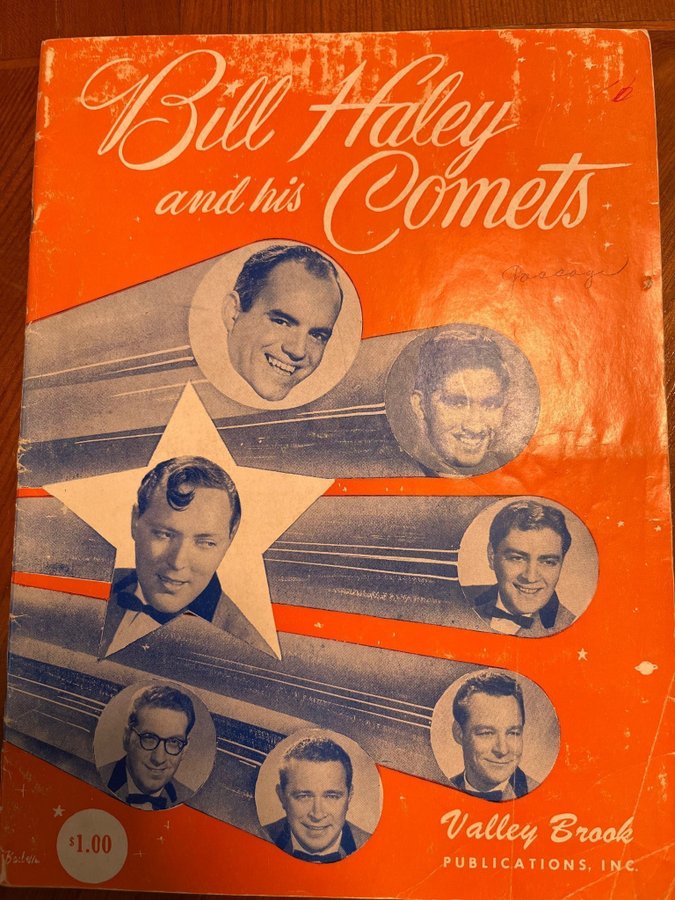 Bill Haley
and his Comets
$1.00
Valley Brook
PUBLICATIONS, INC.